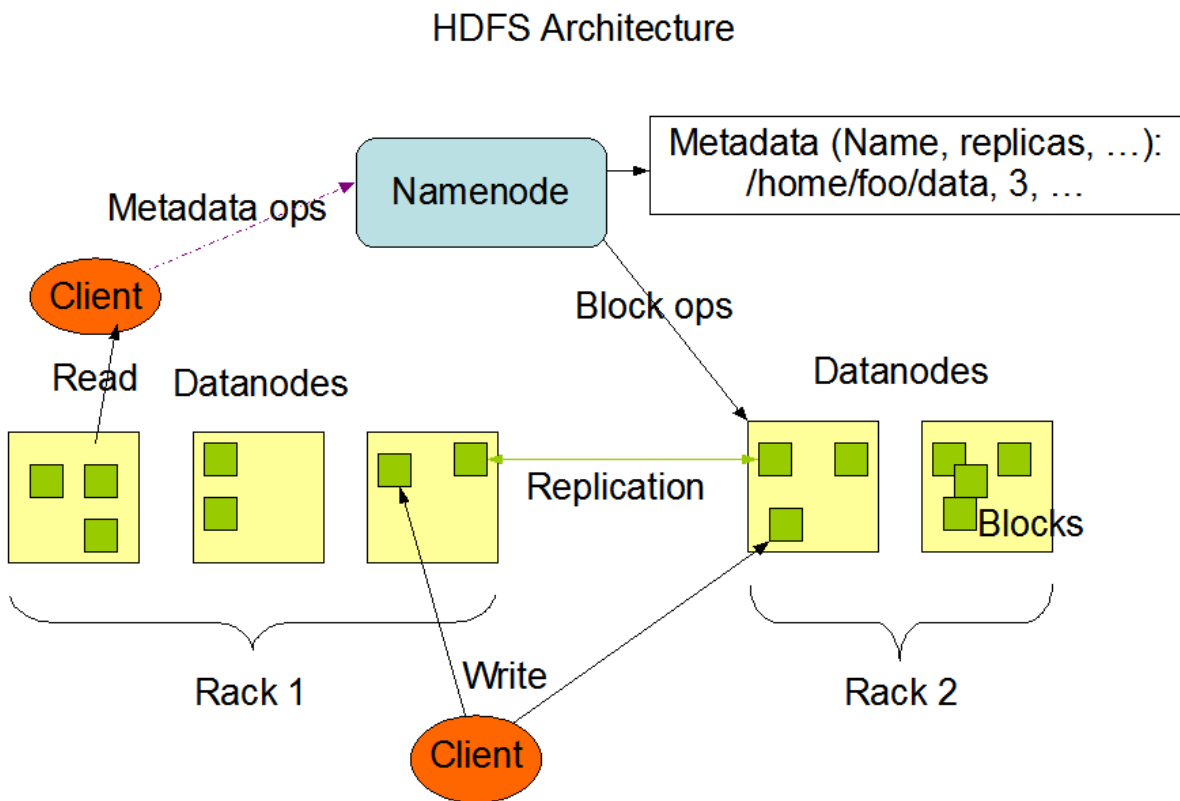 HDFS Architecture
Metadata (Name, replicas, …):
/home/foo/data, 3, …
Namenode
Metadata ops
Client
Block ops
Read
Datanodes
Datanodes
Replication
Blocks
Rack 1
Write
Rack 2
Client